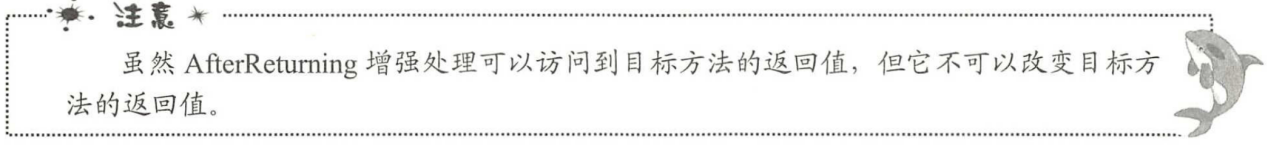 注意
虽然 AfterReturning 增强处理可以访问到目标方法的返回值，但它不可以改变目标方
法的返回值。